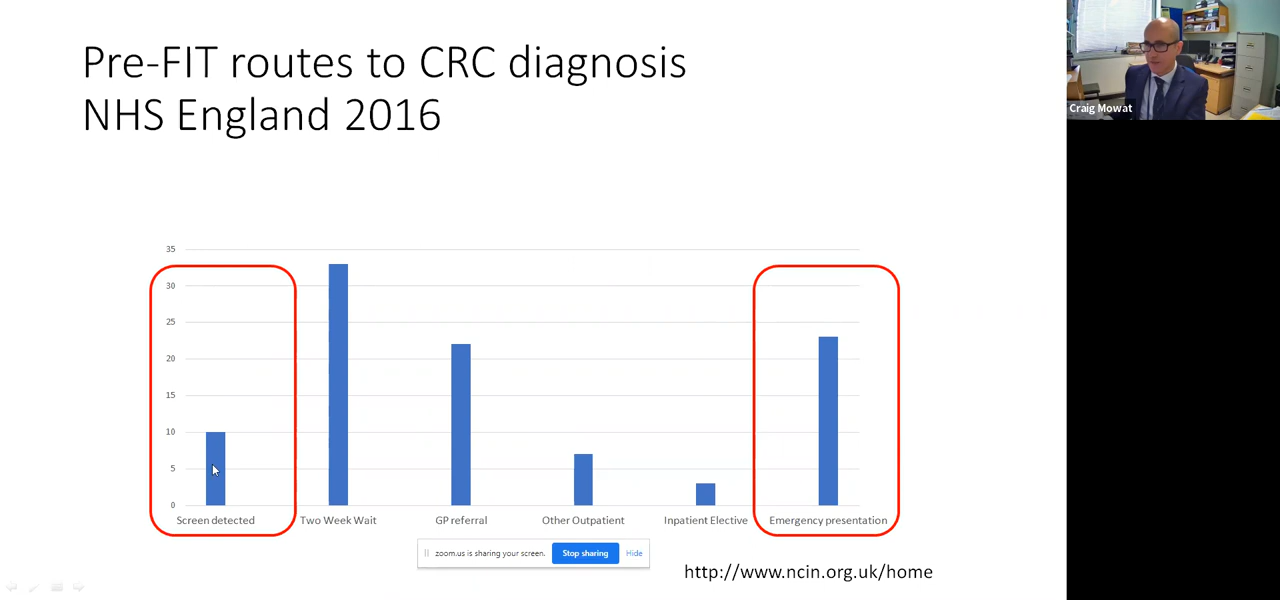 Pre-FIT routes to CRC diagnosis
NHS England 2016
Craig Mowat
35
30
25
20
15
10
5
0
Screen detected
Two Week Wait
GP referral
Other Outpatient
Inpatient Elective
Emergency presentation
zoom.us is sharing your screen.
Stop sharing
Hide
http://www.ncin.org.uk/home